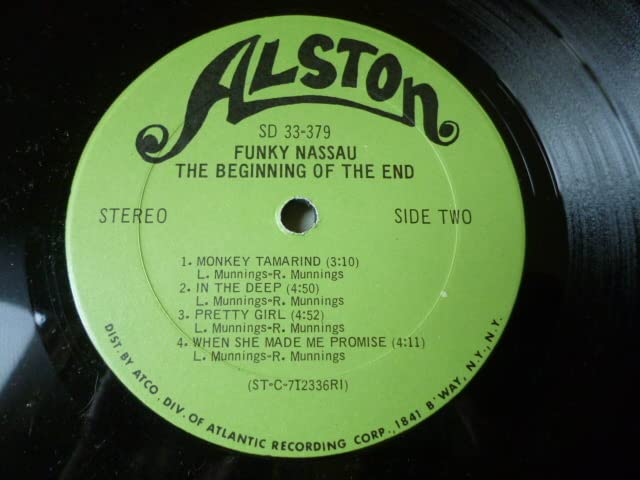 ALSTON
SD 33-379
FUNKY NASSAU
THE BEGINNING OF THE END
STEREO
SIDE TWO
1. MONKEY TAMARIND (3:10)
L. Munnings-R. Munnings
2. IN THE DEEP (4:50)
L. Munnings-R. Munnings
3. PRETTY GIRL (4:52)
L. Munnings-R. Munnings
4. WHEN SHE MADE ME PROMISE (4:11)
L. Munnings-R. Munnings
(ST-C-712336RI)
DIST. BY ATCO. DIV. OF ATLANTIC RECORDING CORP., 1841 B'WAY, N.Y. N.Y.